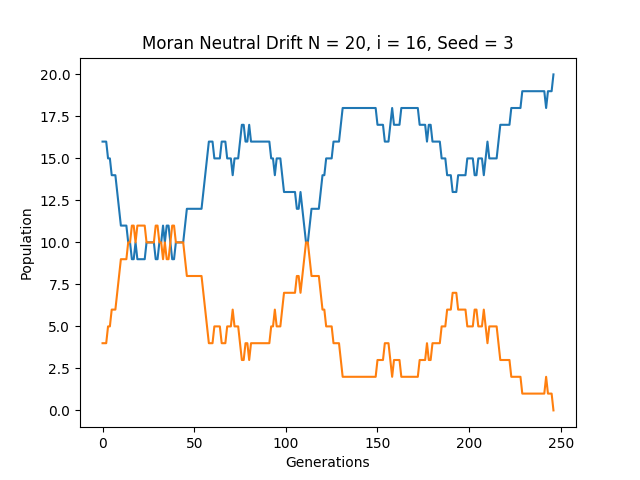 Moran Neutral Drift N = 20, i = 16, Seed = 3
20.0
17.5
15.0
12.5
10.0
7.5
5.0
2.5
0.0
Population
0 50 100 150 200 250
Generations